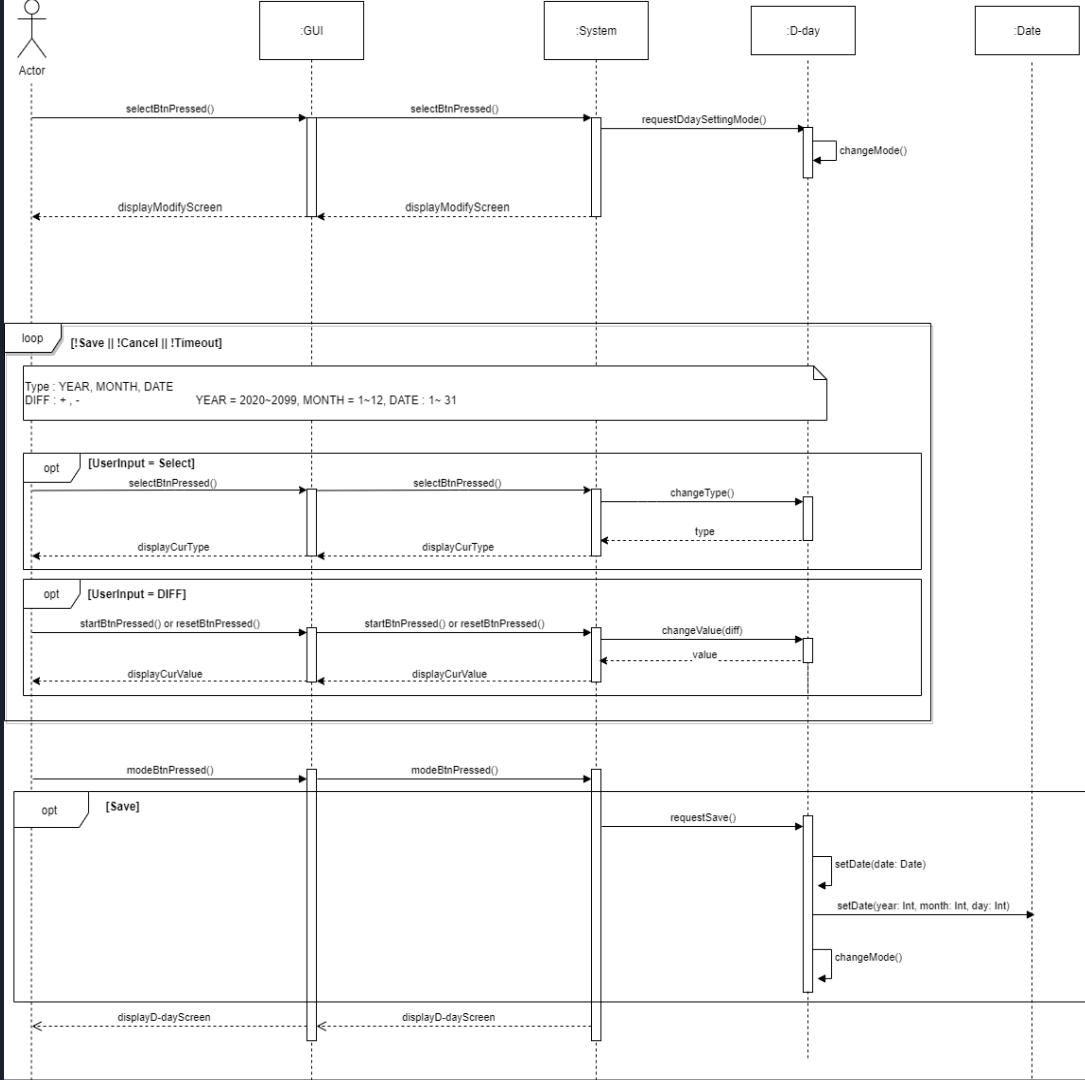 :GUI
:System
:D-day
:Date
Actor
selectBtnPressed()
selectBtnPressed()
requestDdaySettingMode()
changeMode()
displayModifyScreen
displayModifyScreen
loop
[!Save || !Cancel || !Timeout]
Type : YEAR, MONTH, DATE
DIFF : + , - YEAR = 2020~2099, MONTH = 1~12, DATE : 1~ 31
opt
[UserInput = Select]
selectBtnPressed()
selectBtnPressed()
changeType()
type
displayCurType
displayCurType
opt
[UserInput = DIFF]
startBtnPressed() or resetBtnPressed()
startBtnPressed() or resetBtnPressed()
changeValue(diff)
value
displayCurValue
displayCurValue
modeBtnPressed()
modeBtnPressed()
opt
[Save]
requestSave()
setDate(date: Date)
setDate(year: Int, month: Int, day: Int)
changeMode()
displayD-dayScreen
displayD-dayScreen